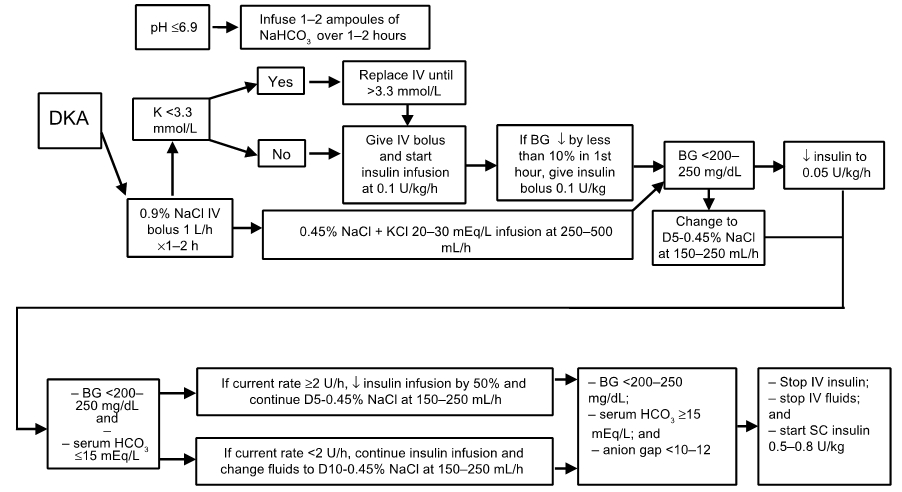 pH ≤6.9
Infuse 1–2 ampoules of
NaHCO₃ over 1–2 hours
DKA
K <3.3
mmol/L
Yes
Replace IV until
>3.3 mmol/L
No
Give IV bolus
and start
insulin infusion
at 0.1 U/kg/h
If BG ↓ by less
than 10% in 1st
hour, give insulin
bolus 0.1 U/kg
BG <200–
250 mg/dL
↓ insulin to
0.05 U/kg/h
0.9% NaCl IV
bolus 1 L/h
×1–2 h
0.45% NaCl + KCl 20–30 mEq/L infusion at 250–500
mL/h
Change to
D5-0.45% NaCl
at 150–250 mL/h
– BG <200–
250 mg/dL
and
–
– serum HCO₃
≤15 mEq/L
If current rate ≥2 U/h, ↓ insulin infusion by 50% and
continue D5-0.45% NaCl at 150–250 mL/h
If current rate <2 U/h, continue insulin infusion and
change fluids to D10-0.45% NaCl at 150–250 mL/h
– BG <200–250
mg/dL;
– serum HCO₃ ≥15
mEq/L; and
– anion gap <10–12
– Stop IV insulin;
– stop IV fluids;
and
– start SC insulin
0.5–0.8 U/kg